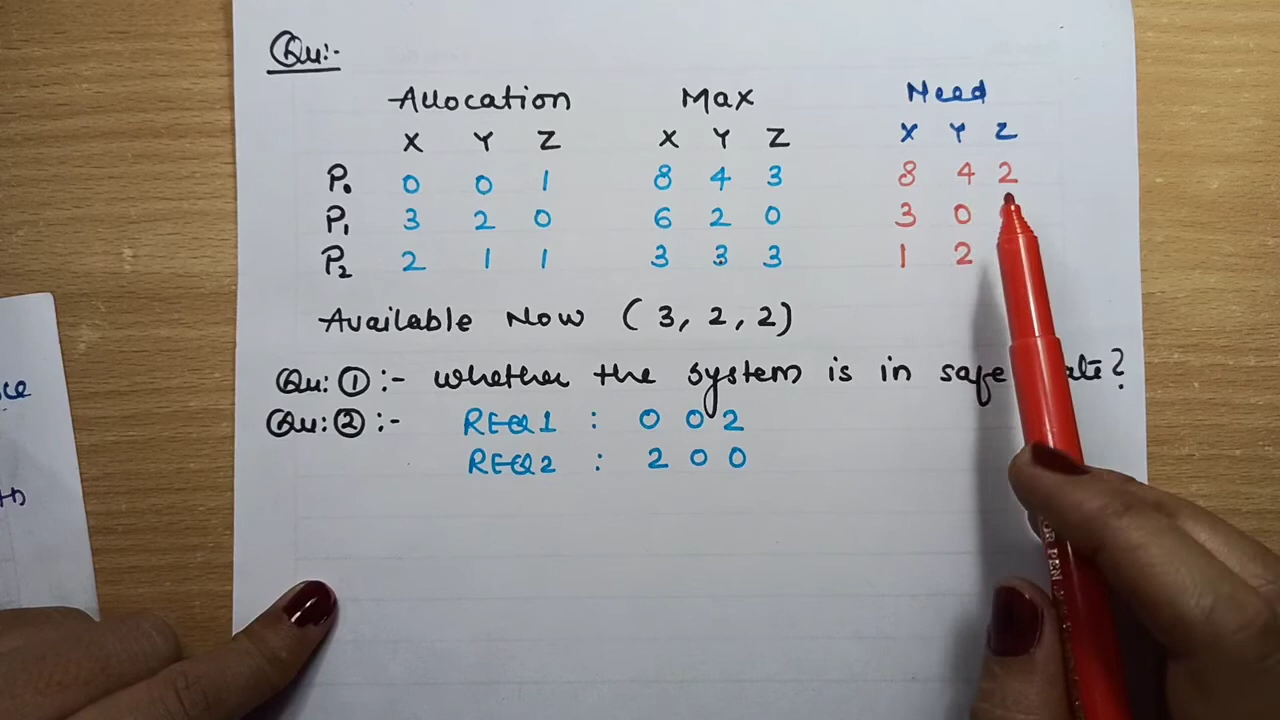 Qu:-
Allocation Max Need
X Y Z X Y Z X Y Z
P0 0 0 1 8 4 3 8 4 2
P1 3 2 0 6 2 0 3 0
P2 2 1 1 3 3 3 1 2
Available Now (3, 2, 2)
Qu: ① :- Whether the system is in safe ate?
Qu: ② :- REQ1 : 0 0 2
REQ2 : 2 0 0